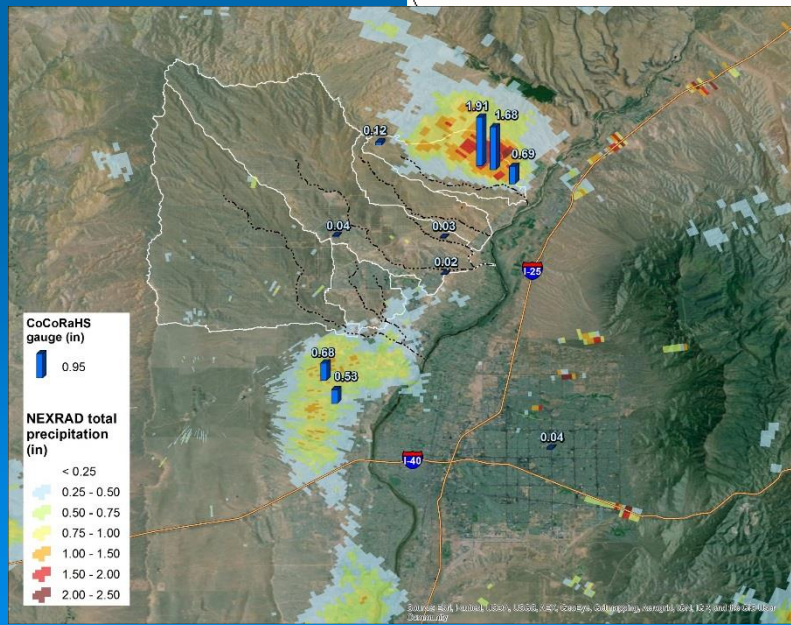 1.91
1.68
0.12
0.69
0.04
0.03
0.02
I-25
CoCoRaHS
gauge (in)
0.95
0.68
0.53
NEXRAD total
precipitation
(in)
< 0.25
0.25 - 0.50
0.50 - 0.75
0.75 - 1.00
1.00 - 1.50
1.50 - 2.00
2.00 - 2.50
0.04
I-40
Community